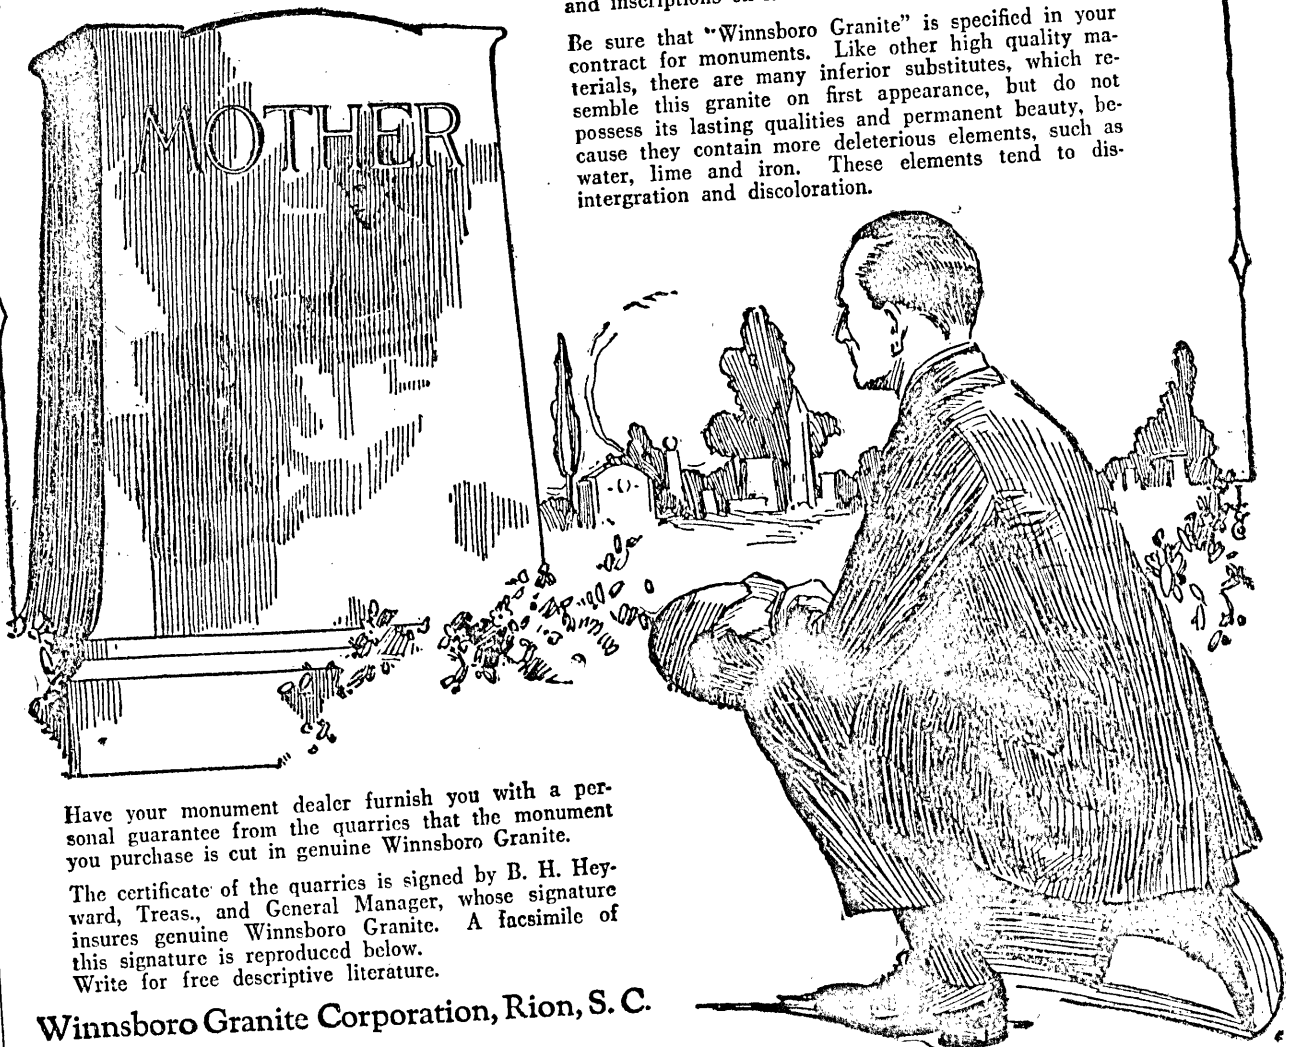 and inscriptions on
Be sure that "Winnsboro Granite" is specified in your
contract for monuments. Like other high quality ma-
terials, there are many inferior substitutes, which re-
semble this granite on first appearance, but do not
possess its lasting qualities and permanent beauty, be-
cause they contain more deleterious elements, such as
water, lime and iron. These elements tend to dis-
intergration and discoloration.
MOTHER
Have your monument dealer furnish you with a per-
sonal guarantee from the quarries that the monument
you purchase is cut in genuine Winnsboro Granite.
The certificate of the quarries is signed by B. H. Hey-
ward, Treas., and General Manager, whose signature
insures genuine Winnsboro Granite. A facsimile of
this signature is reproduced below.
Write for free descriptive literature.
Winnsboro Granite Corporation, Rion, S. C.